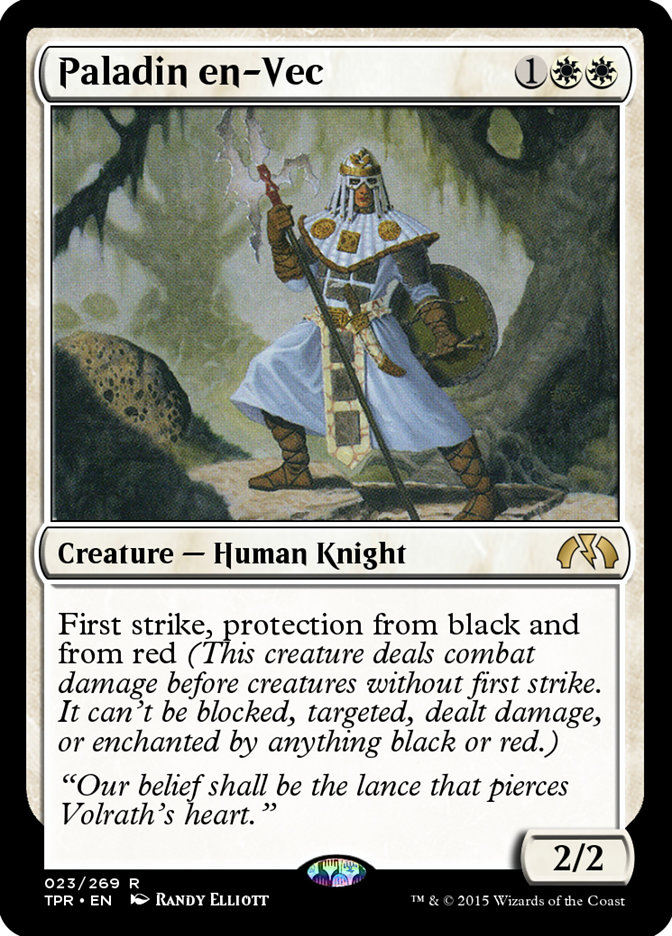 Paladin en-Vec 1
Creature — Human Knight
First strike, protection from black and
from red (This creature deals combat
damage before creatures without first strike.
It can't be blocked, targeted, dealt damage,
or enchanted by anything black or red.)
“Our belief shall be the lance that pierces
Volrath's heart.”
2/2
023/269 R
TPR • EN RANDY ELLIOTT ™ & © 2015 Wizards of the Coast